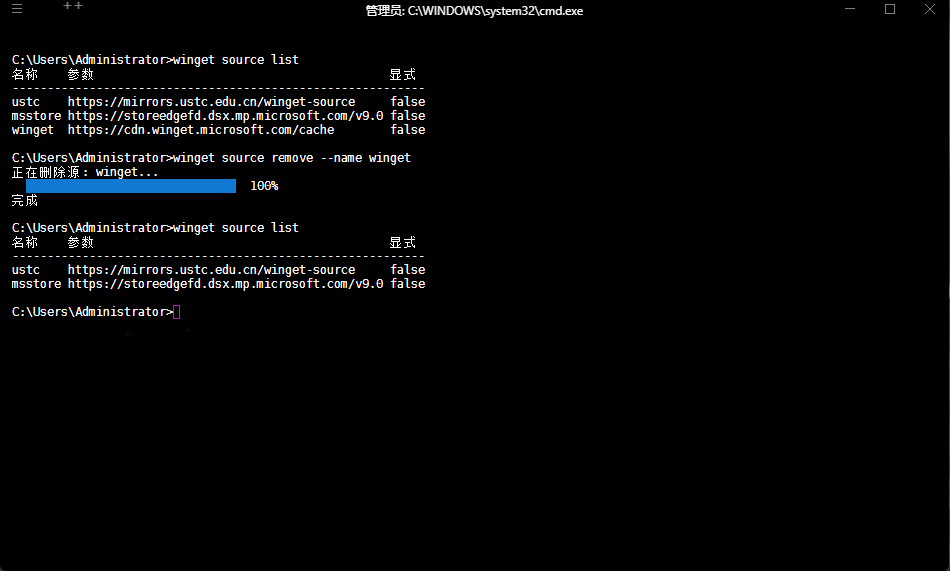 管理员: C:\WINDOWS\system32\cmd.exe
C:\Users\Administrator>winget source list
名称 参数 显式
-----------------------------------------------------------
ustc https://mirrors.ustc.edu.cn/winget-source false
msstore https://storeedgefd.dsx.mp.microsoft.com/v9.0 false
winget https://cdn.winget.microsoft.com/cache false
C:\Users\Administrator>winget source remove --name winget
正在删除源：winget...
100%
完成
C:\Users\Administrator>winget source list
名称 参数 显式
-----------------------------------------------------------
ustc https://mirrors.ustc.edu.cn/winget-source false
msstore https://storeedgefd.dsx.mp.microsoft.com/v9.0 false
C:\Users\Administrator>